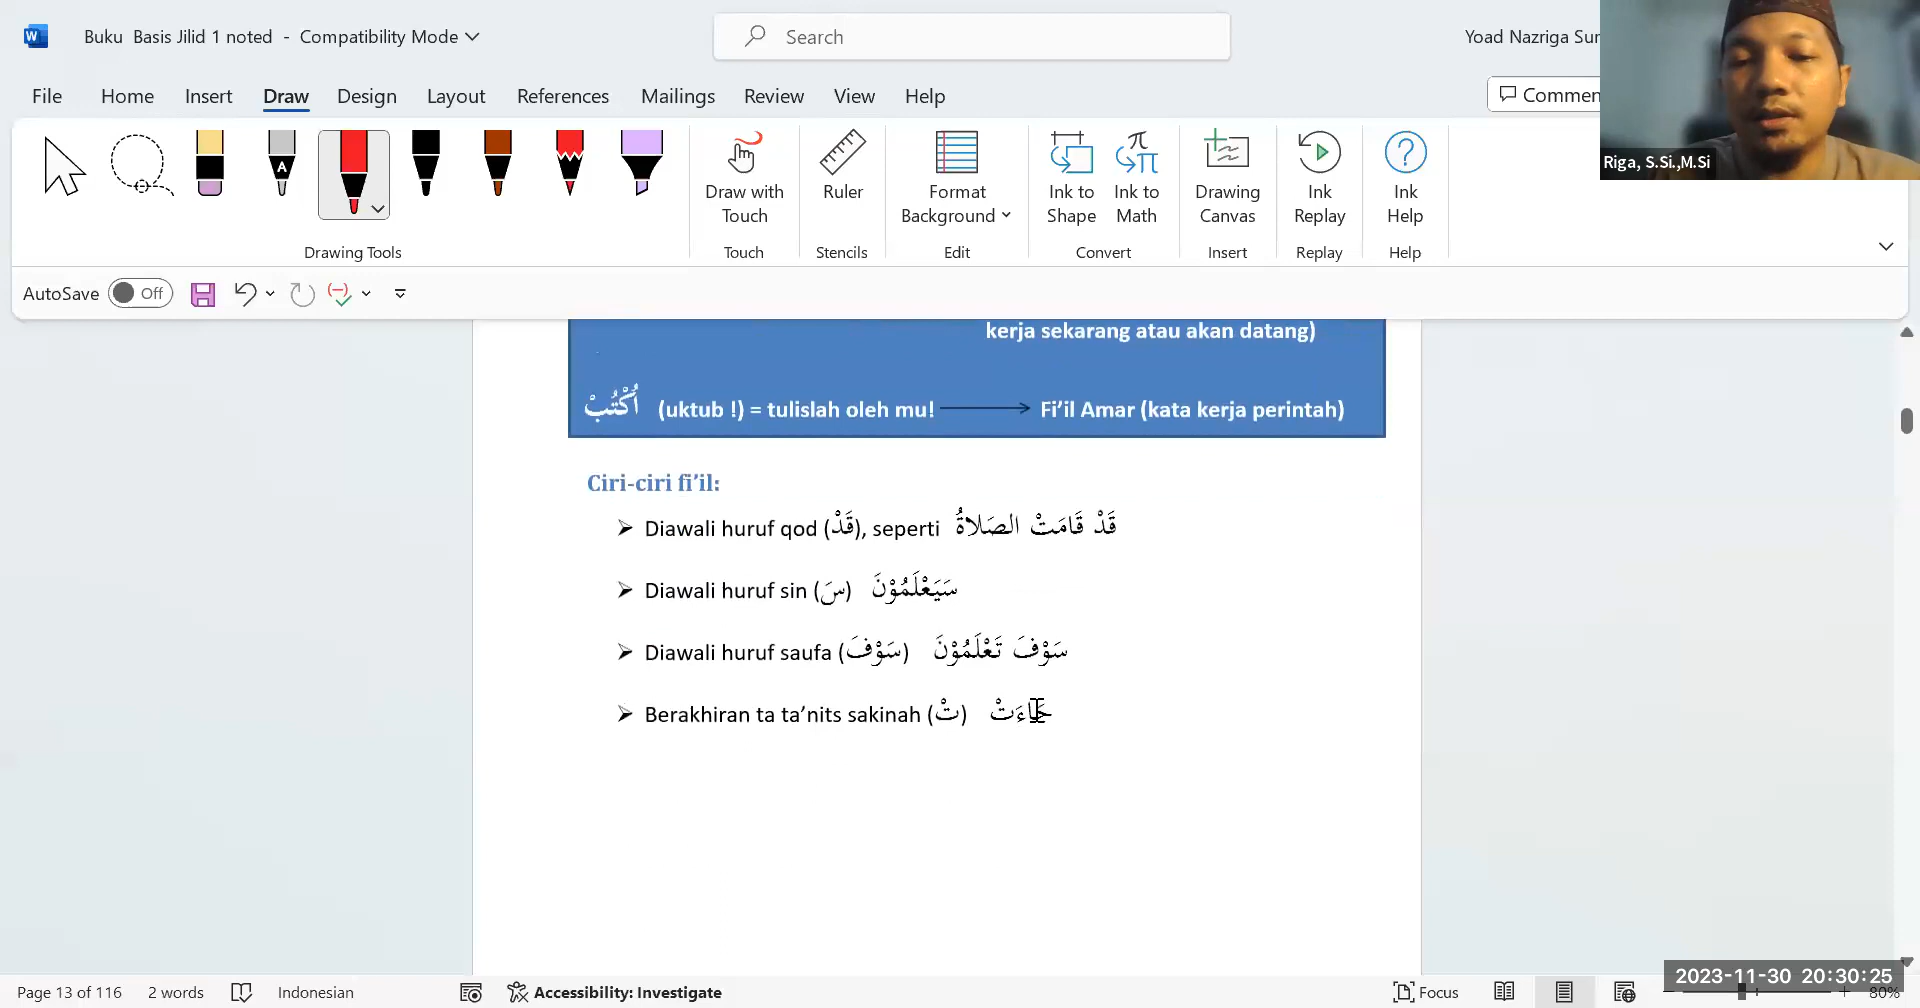 Buku Basis Jilid 1 noted - Compatibility Mode
Search
Yoad Nazriga Sur
File Home Insert Draw Design Layout References Mailings Review View Help
Commen
Riga, S.Si.,M.Si
A
Draw with Touch
Ruler
Format Background
Ink to Shape
Ink to Math
Drawing Canvas
Ink Replay
Ink Help
Drawing Tools
Touch
Stencils
Edit
Convert
Insert
Replay
Help
AutoSave Off
kerja sekarang atau akan datang)
اُكْتُبْ (uktub !) = tulislah oleh mu! Fi’il Amar (kata kerja perintah)
Ciri-ciri fi’il:
Diawali huruf qod (قَدْ), seperti قَدْ قَامَتْ الصَلاةُ
Diawali huruf sin (سَ) سَيَعْلَمُوْنَ
Diawali huruf saufa (سَوْفَ) سَوْفَ تَعْلَمُوْنَ
Berakhiran ta ta’nits sakinah (تْ)
Page 13 of 116 2 words Indonesian Accessibility: Investigate Focus 80%
2023-11-30 20:30:25